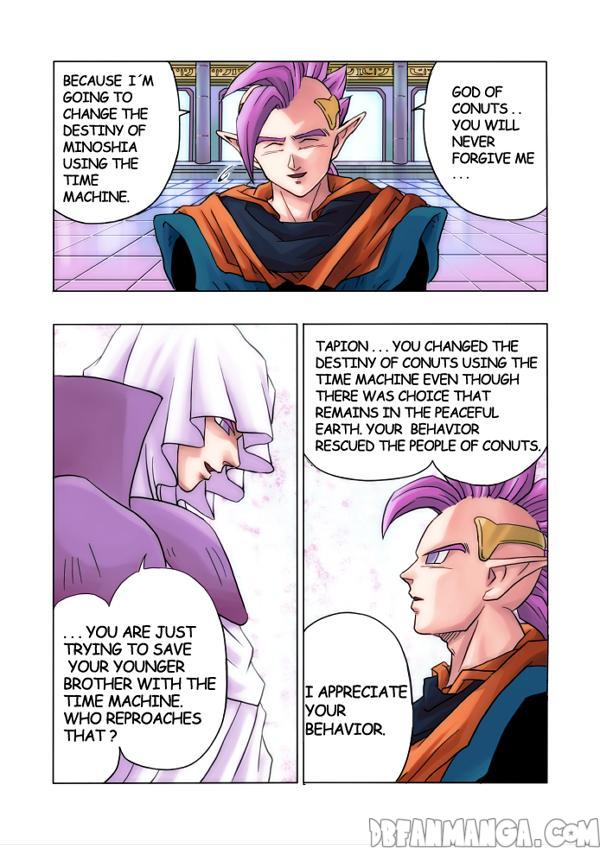 GOD OF
CONUTS . .
YOU WILL
NEVER
FORGIVE ME
. . .
BECAUSE I´M
GOING TO
CHANGE THE
DESTINY OF
MINOSHIA
USING THE
TIME
MACHINE.
TAPION . . . YOU CHANGED THE
DESTINY OF CONUTS USING THE
TIME MACHINE EVEN THOUGH
THERE WAS CHOICE THAT
REMAINS IN THE PEACEFUL
EARTH. YOUR BEHAVIOR
RESCUED THE PEOPLE OF CONUTS.
I APPRECIATE
YOUR
BEHAVIOR.
. . . YOU ARE JUST
TRYING TO SAVE
YOUR YOUNGER
BROTHER WITH THE
TIME MACHINE.
WHO REPROACHES
THAT ?
DBFANMANGA.COM